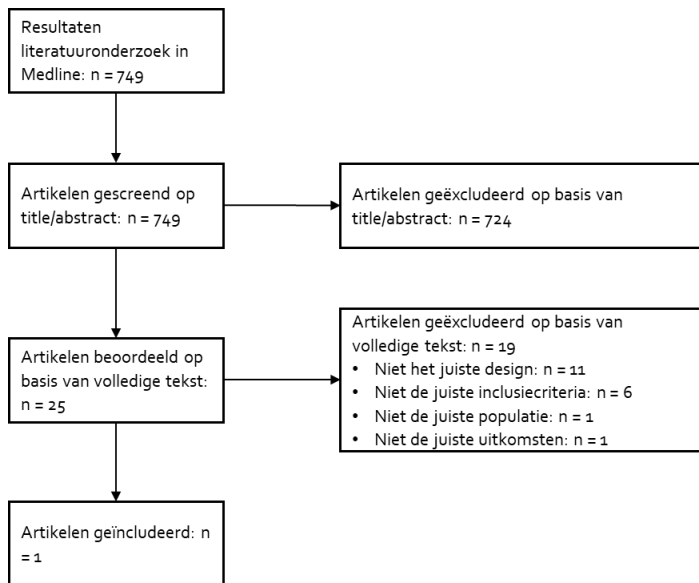 Resultaten
literatuuronderzoek in
Medline: n = 749
Artikelen gescreend op
title/abstract: n = 749
Artikelen geëxcludeerd op basis van
title/abstract: n = 724
Artikelen beoordeeld op
basis van volledige tekst:
n = 25
Artikelen geëxcludeerd op basis van
volledige tekst: n = 19
• Niet het juiste design: n = 11
• Niet de juiste inclusiecriteria: n = 6
• Niet de juiste populatie: n = 1
• Niet de juiste uitkomsten: n = 1
Artikelen geïncludeerd: n
= 1